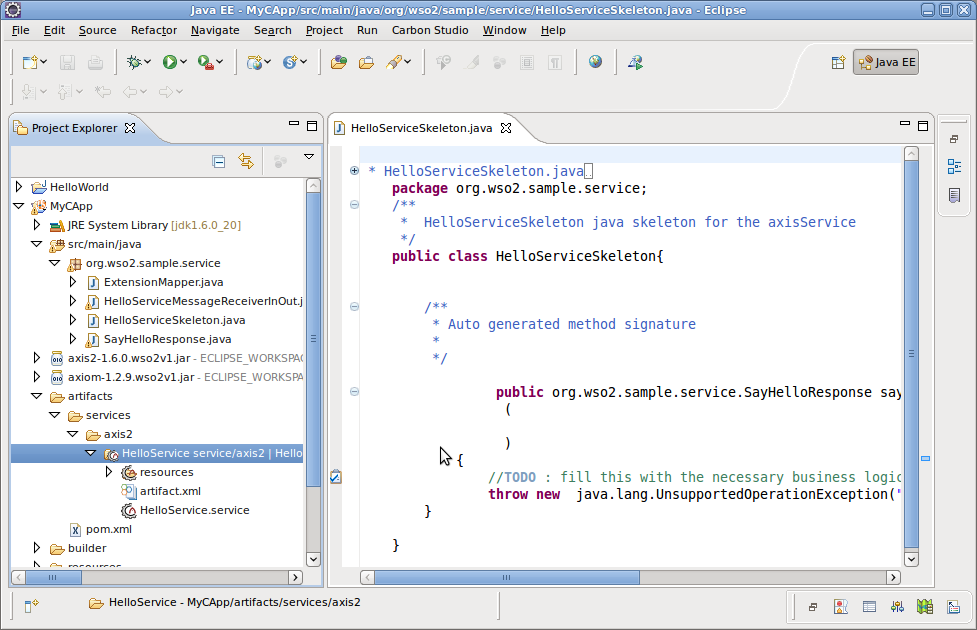 Java EE - MyCApp/src/main/java/org/wso2/sample/service/HelloServiceSkeleton.java - Eclipse
File Edit Source Refactor Navigate Search Project Run Carbon Studio Window Help
Java EE
Project Explorer
HelloWorld
MyCApp
JRE System Library [jdk1.6.0_20]
src/main/java
org.wso2.sample.service
ExtensionMapper.java
HelloServiceMessageReceiverInOut.j
HelloServiceSkeleton.java
SayHelloResponse.java
axis2-1.6.0.wso2v1.jar - ECLIPSE_WORKSPAC
axiom-1.2.9.wso2v1.jar - ECLIPSE_WORKSPA
artifacts
services
axis2
HelloService service/axis2 | Hello
resources
artifact.xml
HelloService.service
pom.xml
builder
resources
HelloServiceSkeleton.java
* HelloServiceSkeleton.java
package org.wso2.sample.service;
/**
* HelloServiceSkeleton java skeleton for the axisService
*/
public class HelloServiceSkeleton{
/**
* Auto generated method signature
*
*/
public org.wso2.sample.service.SayHelloResponse say
(
)
{
//TODO : fill this with the necessary business logic
throw new java.lang.UnsupportedOperationException("
}
}
HelloService - MyCApp/artifacts/services/axis2